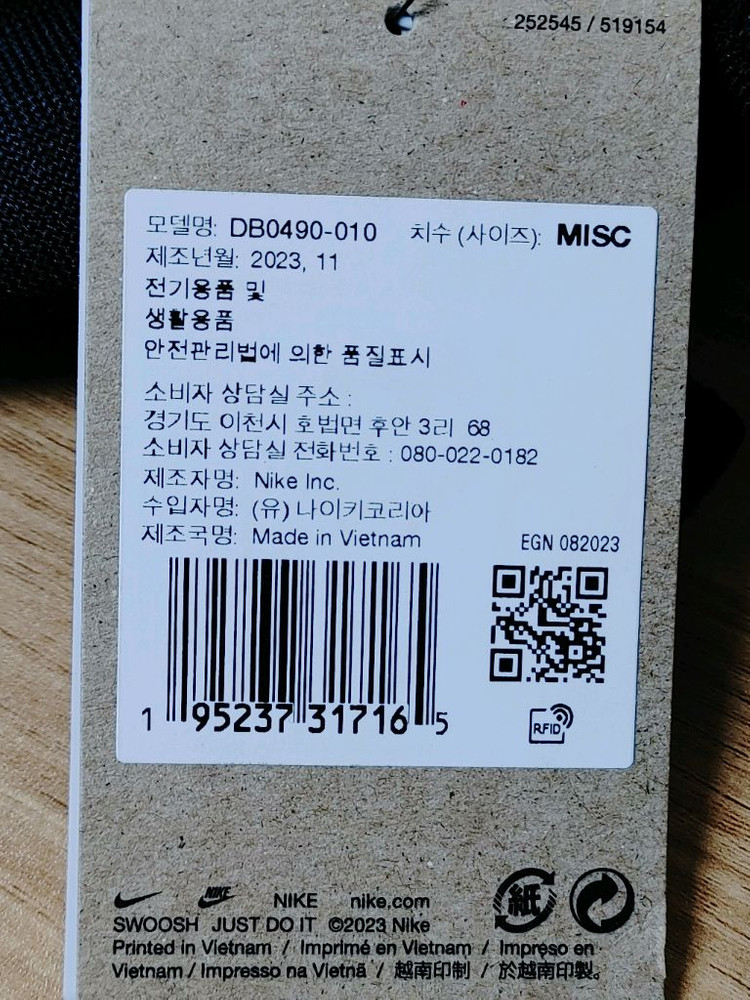 252545 / 519154
모델명: DB0490-010 치수 (사이즈): MISC
제조년월: 2023, 11
전기용품 및
생활용품
안전관리법에 의한 품질표시
소비자 상담실 주소 :
경기도 이천시 호법면 후안 3리 68
소비자 상담실 전화번호 : 080-022-0182
제조자명: Nike Inc.
수입자명: (유) 나이키코리아
제조국명: Made in Vietnam
EGN 082023
1 95237 31716 5
RFID
NIKE NIKE nike.com
紙
SWOOSH JUST DO IT ©2023 Nike
Printed in Vietnam / Imprimé en Vietnam / Impreso en
Vietnam / Impresso na Vietnã / 越南印制 / 於越南印製。